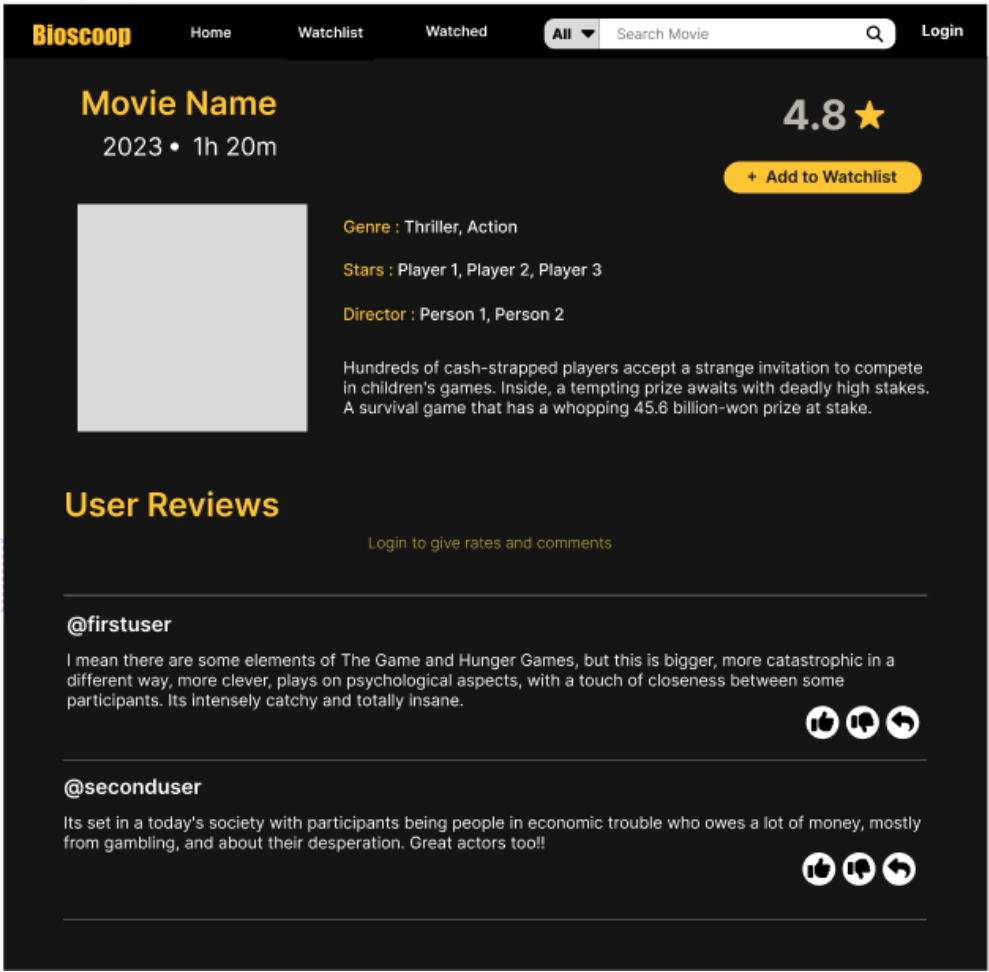 Bioscoop Home Watchlist Watched All Search Movie Login
Movie Name
4.8
2023 • 1h 20m
+ Add to Watchlist
Genre : Thriller, Action
Stars : Player 1, Player 2, Player 3
Director : Person 1, Person 2
Hundreds of cash-strapped players accept a strange invitation to compete
in children's games. Inside, a tempting prize awaits with deadly high stakes.
A survival game that has a whopping 45.6 billion-won prize at stake.
User Reviews
Login to give rates and comments
@firstuser
I mean there are some elements of The Game and Hunger Games, but this is bigger, more catastrophic in a
different way, more clever, plays on psychological aspects, with a touch of closeness between some
participants. Its intensely catchy and totally insane.
@seconduser
Its set in a today's society with participants being people in economic trouble who owes a lot of money, mostly
from gambling, and about their desperation. Great actors too!!